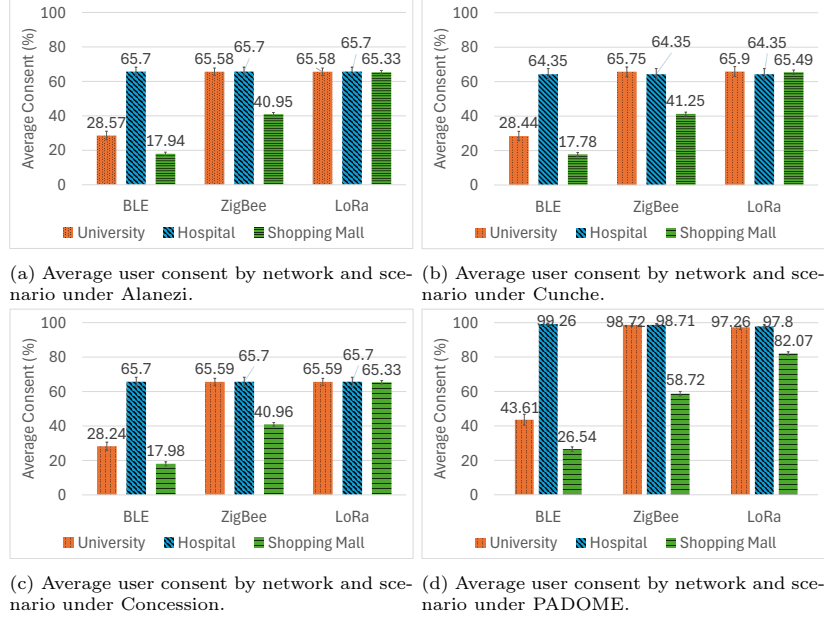 100
80
60
40
20
0
Average Consent (%)
28.57
65.7
17.94
65.58
65.7
40.95
65.58
65.7
65.33
BLE
ZigBee
LoRa
University
Hospital
Shopping Mall
(a) Average user consent by network and sce-
nario under Alanezi.
100
80
60
40
20
0
Average Consent (%)
28.44
64.35
17.78
65.75
64.35
41.25
65.9
64.35
65.49
BLE
ZigBee
LoRa
University
Hospital
Shopping Mall
(b) Average user consent by network and sce-
nario under Cunche.
100
80
60
40
20
0
Average Consent (%)
28.24
65.7
17.98
65.59
65.7
40.96
65.59
65.7
65.33
BLE
ZigBee
LoRa
University
Hospital
Shopping Mall
(c) Average user consent by network and sce-
nario under Concession.
100
80
60
40
20
0
Average Consent (%)
43.61
99.26
26.54
98.72
98.71
58.72
97.26
97.8
82.07
BLE
ZigBee
LoRa
University
Hospital
Shopping Mall
(d) Average user consent by network and sce-
nario under PADOME.